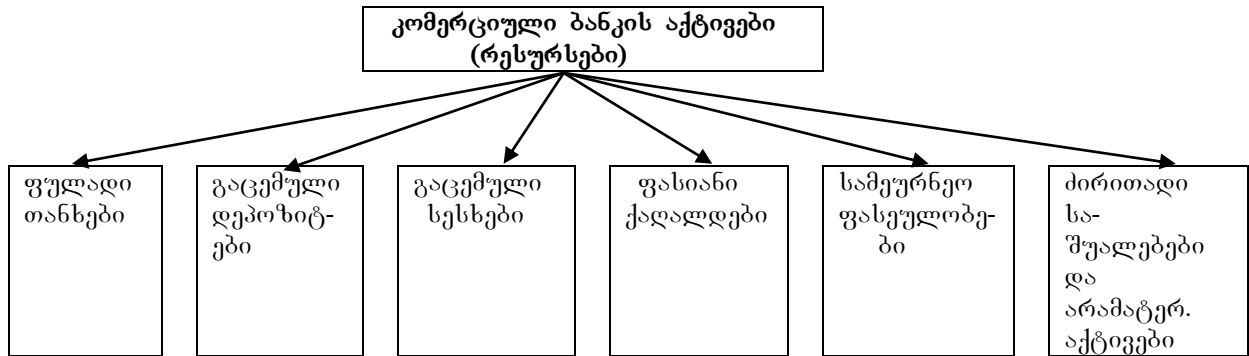 კომერციული ბანკის აქტივები
(რესურსები)
ფულადი
თანხები
გაცემული
დეპოზიტ-
ები
გაცემული
სესხები
ფასიანი
ქაღალდები
სამეურნეო
ფასეულობე-
ბი
ძირითადი
სა-
შუალებები
და
არამატერ.
აქტივები